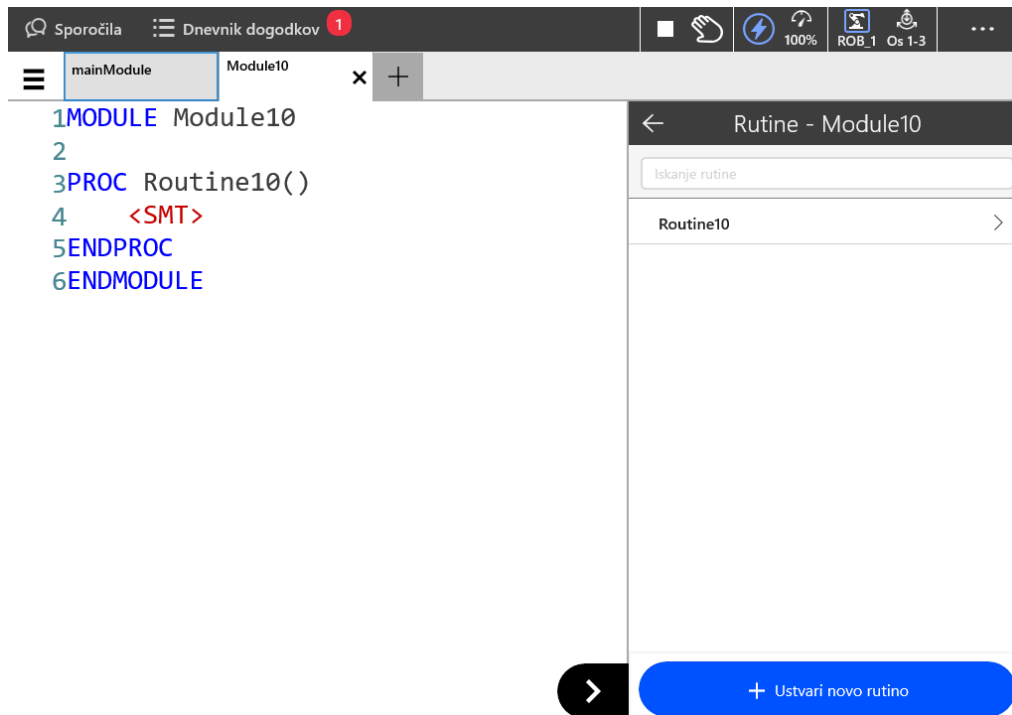 Sporočila
Dnevnik dogodkov 1
100%
ROB_1 Os 1-3
...
mainModule
Module10
1MODULE Module10
2
3PROC Routine10()
4 <SMT>
5ENDPROC
6ENDMODULE
Rutine - Module10
Iskanje rutine
Routine10
Ustvari novo rutino